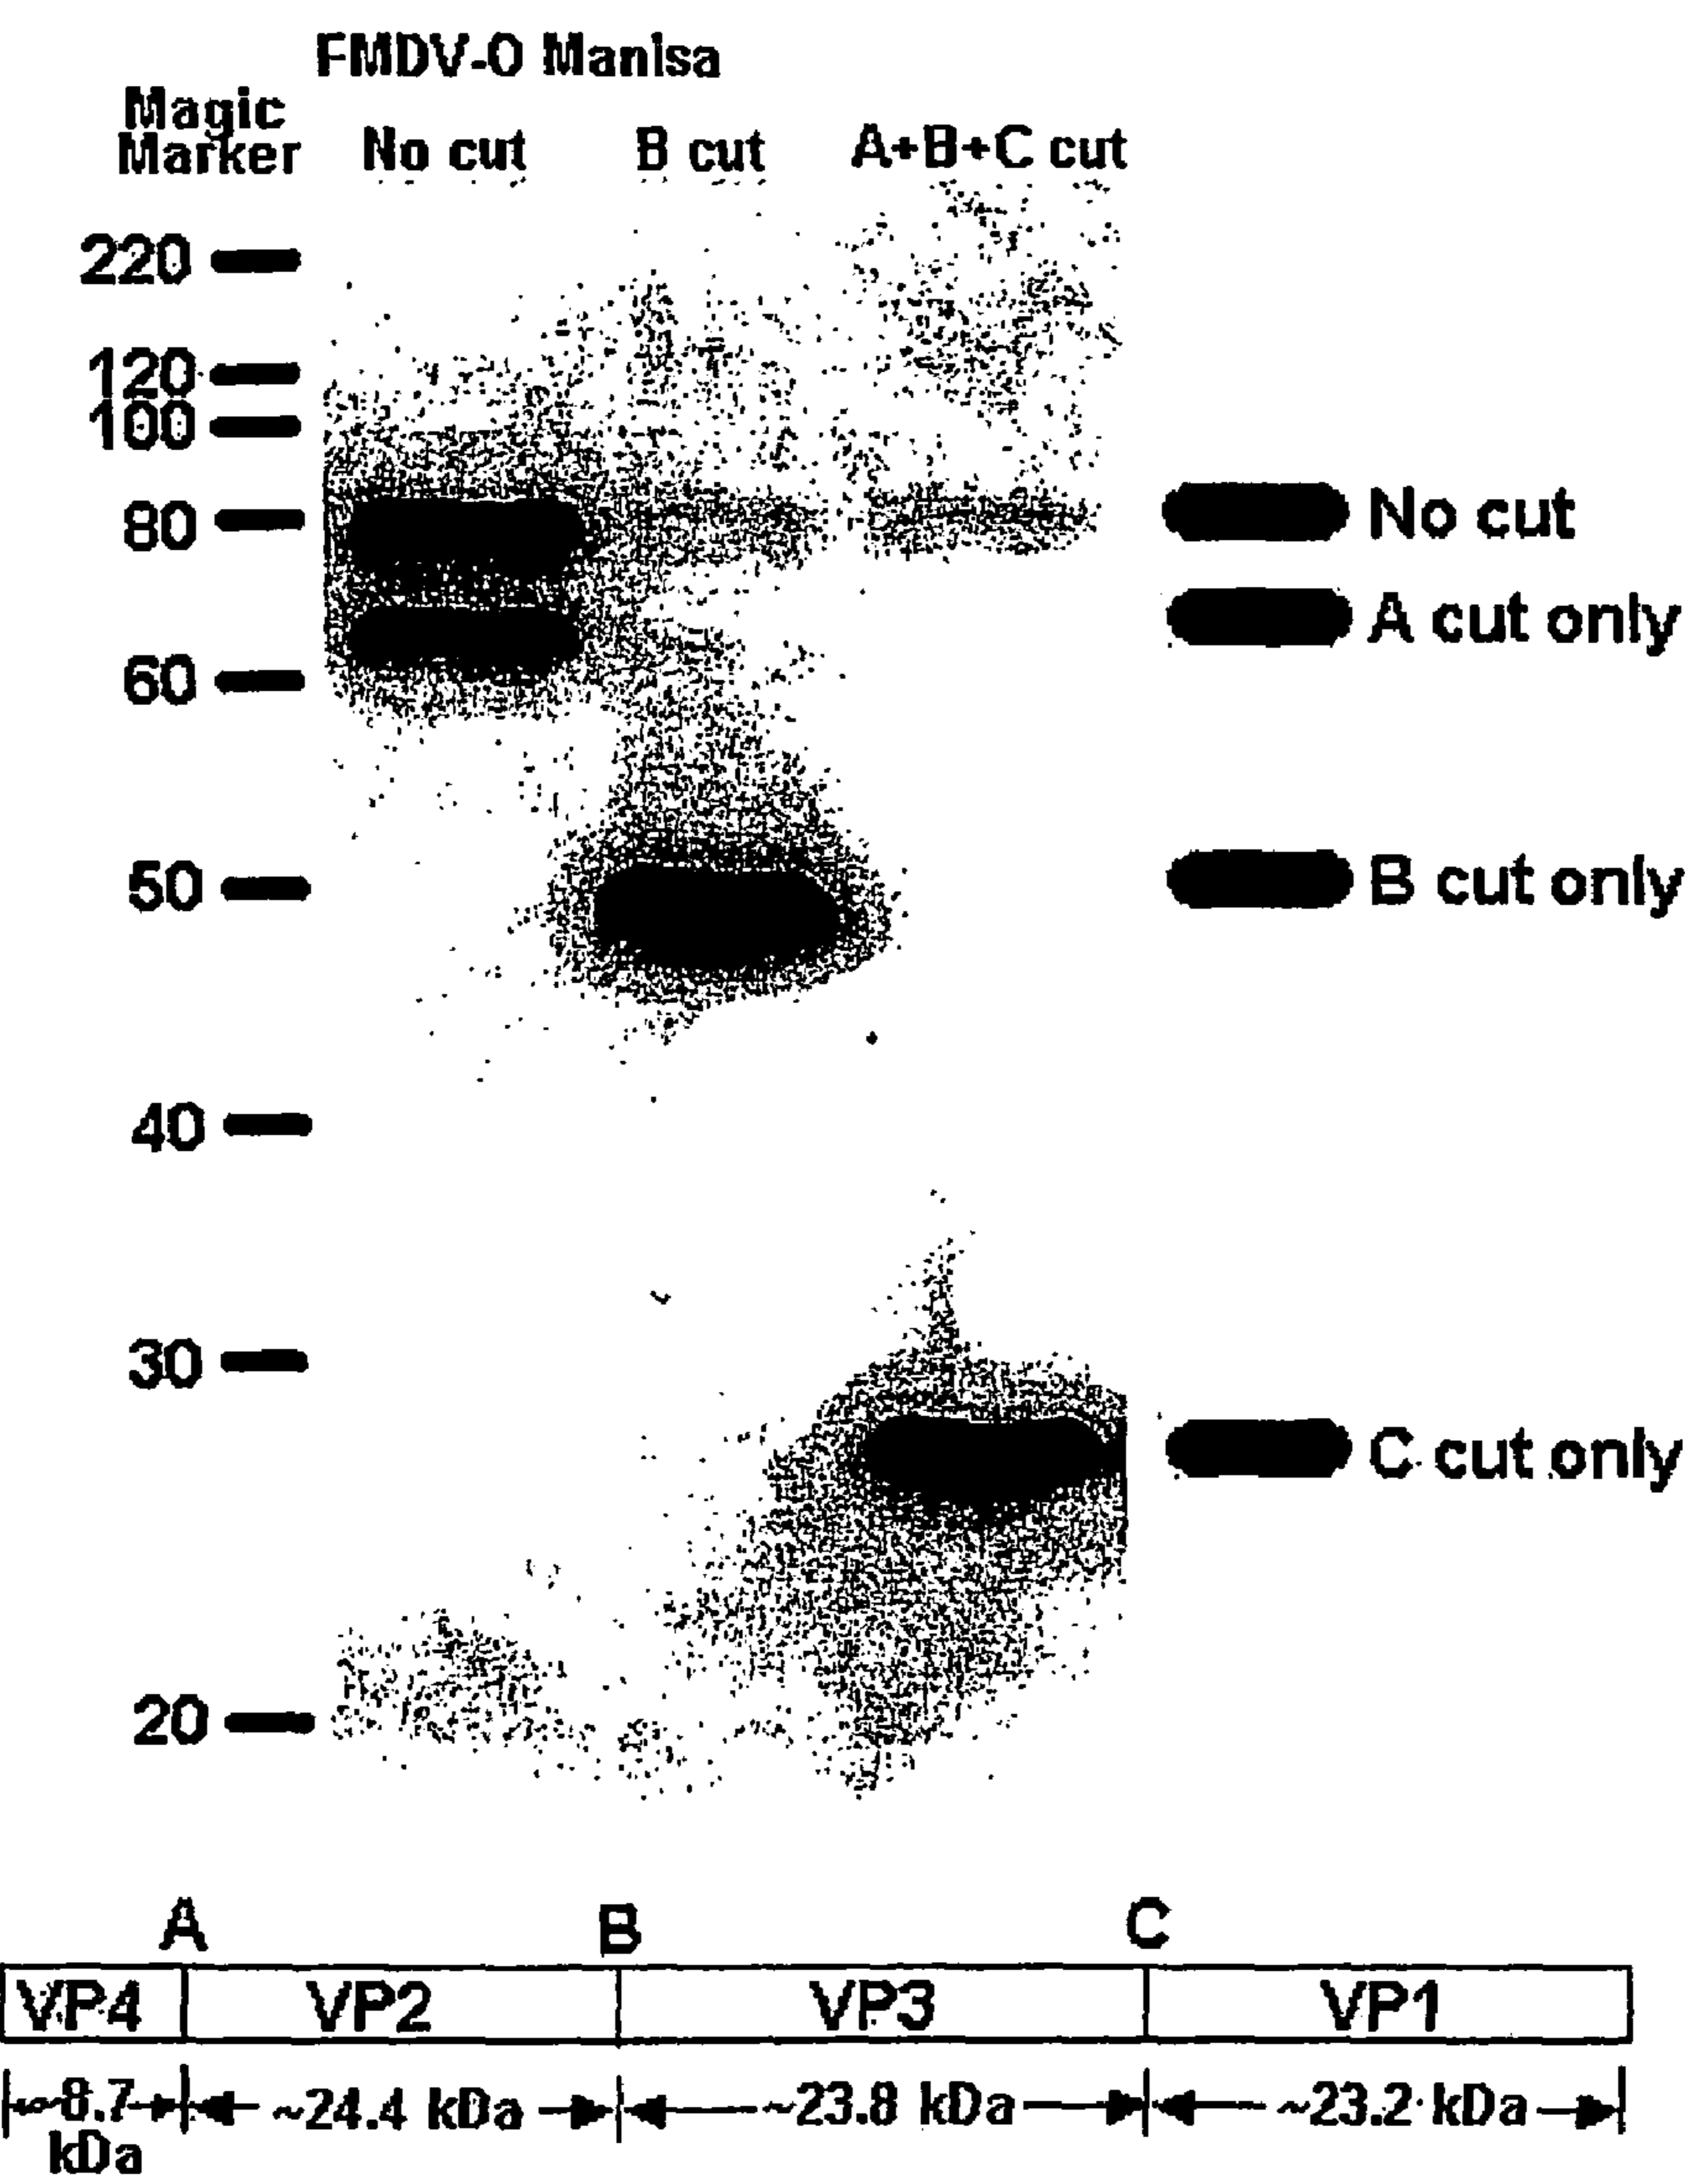 FMDV-O Manisa
Magic
Marker
No cut
B cut
A+B+C cut
220
120
100
80
60
50
40
30
20
No cut
A cut only
B cut only
C cut only
A
B
C
VP4
VP2
VP3
VP1
~8.7
kDa
~24.4 kDa
~23.8 kDa
~23.2 kDa